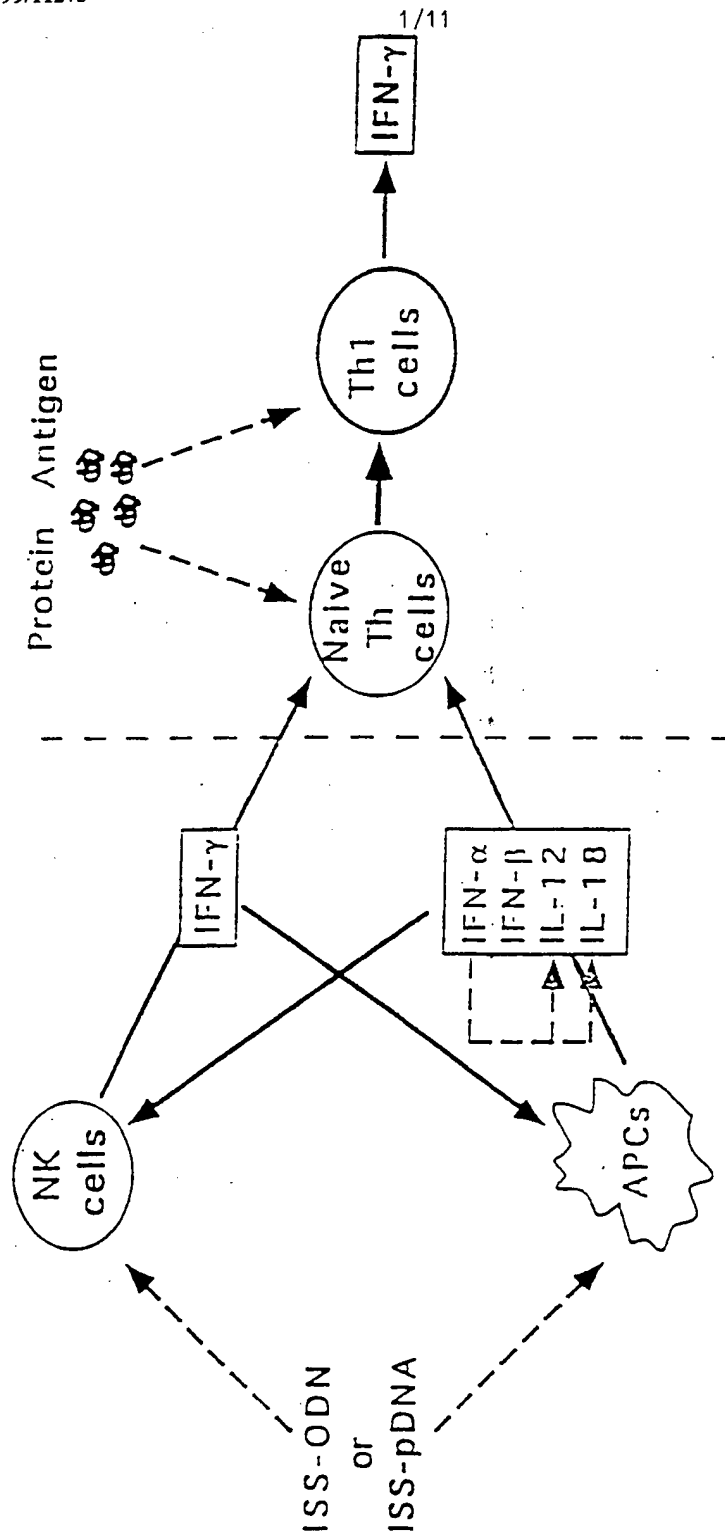 1/11
ISS-ODN
or
ISS-pDNA
NK
cells
APCs
IFN-γ
IFN-α
IFN-β
IL-12
IL-18
Protein Antigen
Naive
Th
cells
Th1
cells
IFN-γ